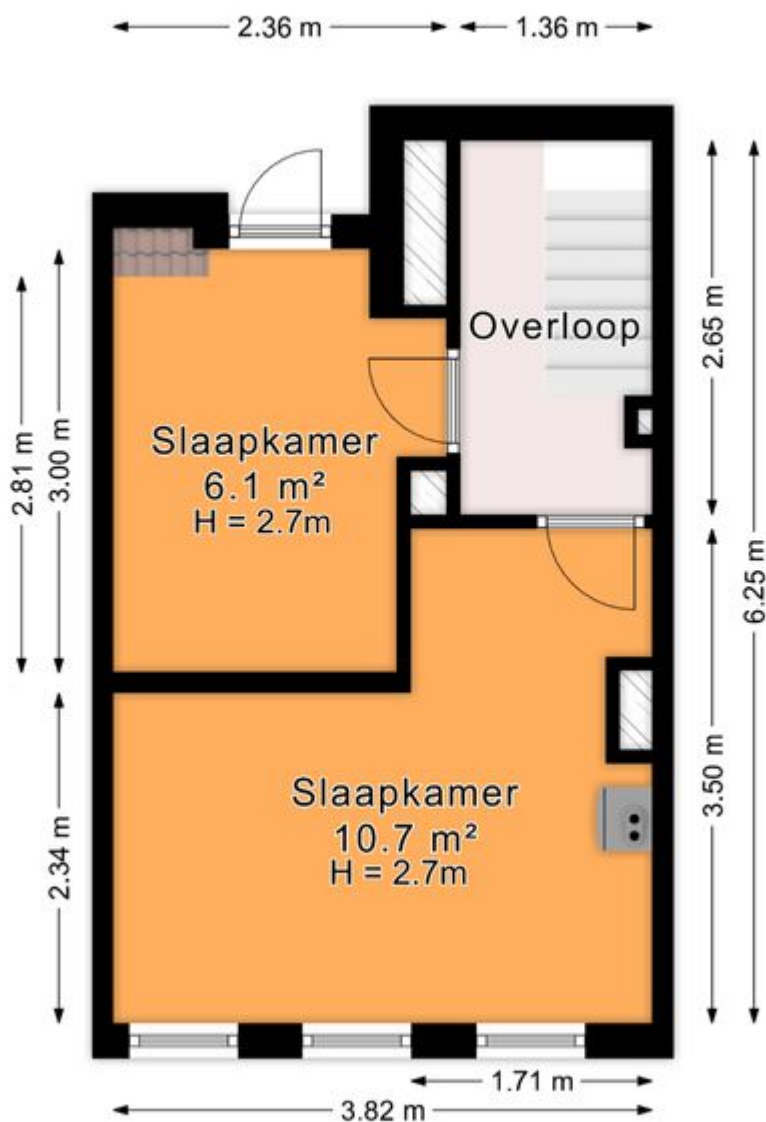 2.36 m
1.36 m
Overloop
2.65 m
Slaapkamer
6.1 m²
H = 2.7m
2.81 m
3.00 m
6.25 m
Slaapkamer
10.7 m²
H = 2.7m
3.50 m
2.34 m
1.71 m
3.82 m